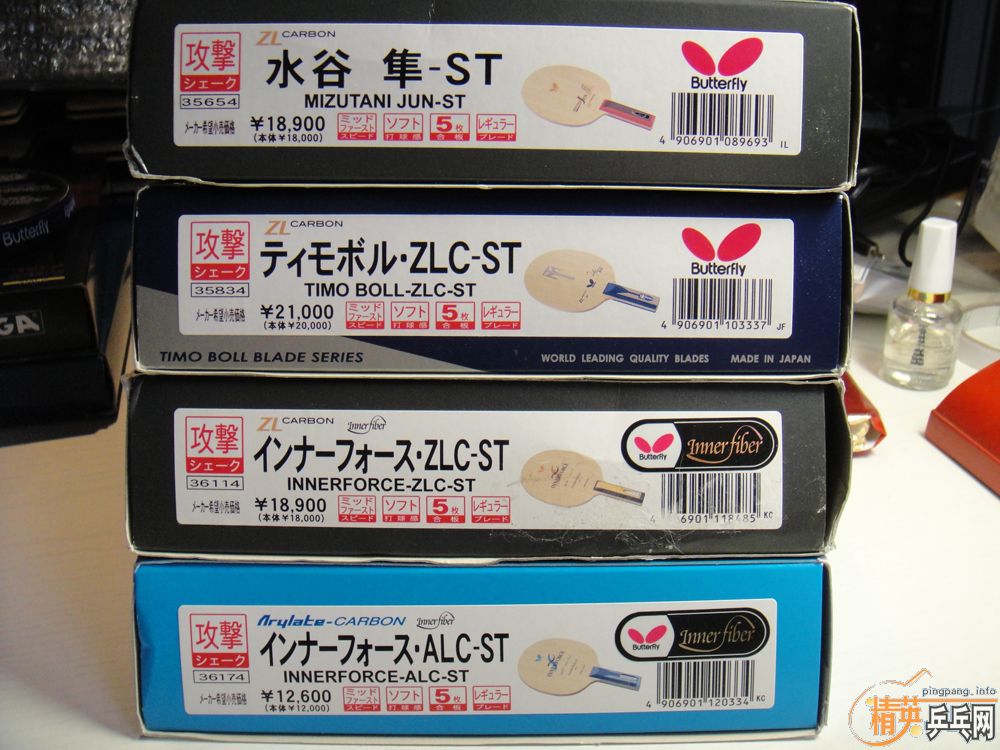 攻撃
シェーク
35654
ZL CARBON
水谷 隼-ST
MIZUTANI JUN-ST
メーカー希望小売価格
¥18,900
(本体¥18,000)
ミッド
ファースト
スピード
ソフト
打球感
5枚
合板
レギュラー
ブレード
Butterfly
4 906901 089693 IL
攻撃
シェーク
35834
ZL CARBON
ティモボル・ZLC-ST
TIMO BOLL-ZLC-ST
メーカー希望小売価格
¥21,000
(本体¥20,000)
ミッド
ファースト
スピード
ソフト
打球感
5枚
合板
レギュラー
ブレード
Butterfly
4 906901 103337 JF
TIMO BOLL BLADE SERIES
WORLD LEADING QUALITY BLADES
MADE IN JAPAN
攻撃
シェーク
36114
ZL CARBON Innerfiber
インナーフォース・ZLC-ST
INNERFORCE-ZLC-ST
メーカー希望小売価格
¥18,900
(本体¥18,000)
ミッド
ファースト
スピード
ソフト
打球感
5枚
合板
レギュラー
ブレード
Butterfly
Innerfiber
4 906901 118485 KC
攻撃
シェーク
36174
Arylate-CARBON Innerfiber
インナーフォース・ALC-ST
INNERFORCE-ALC-ST
メーカー希望小売価格
¥12,600
(本体¥12,000)
ミッド
ファースト
スピード
ソフト
打球感
5枚
合板
レギュラー
ブレード
Butterfly
Innerfiber
4 906901 120334 KC
Butterfly
GA
pingpang.info
精英乒乓网